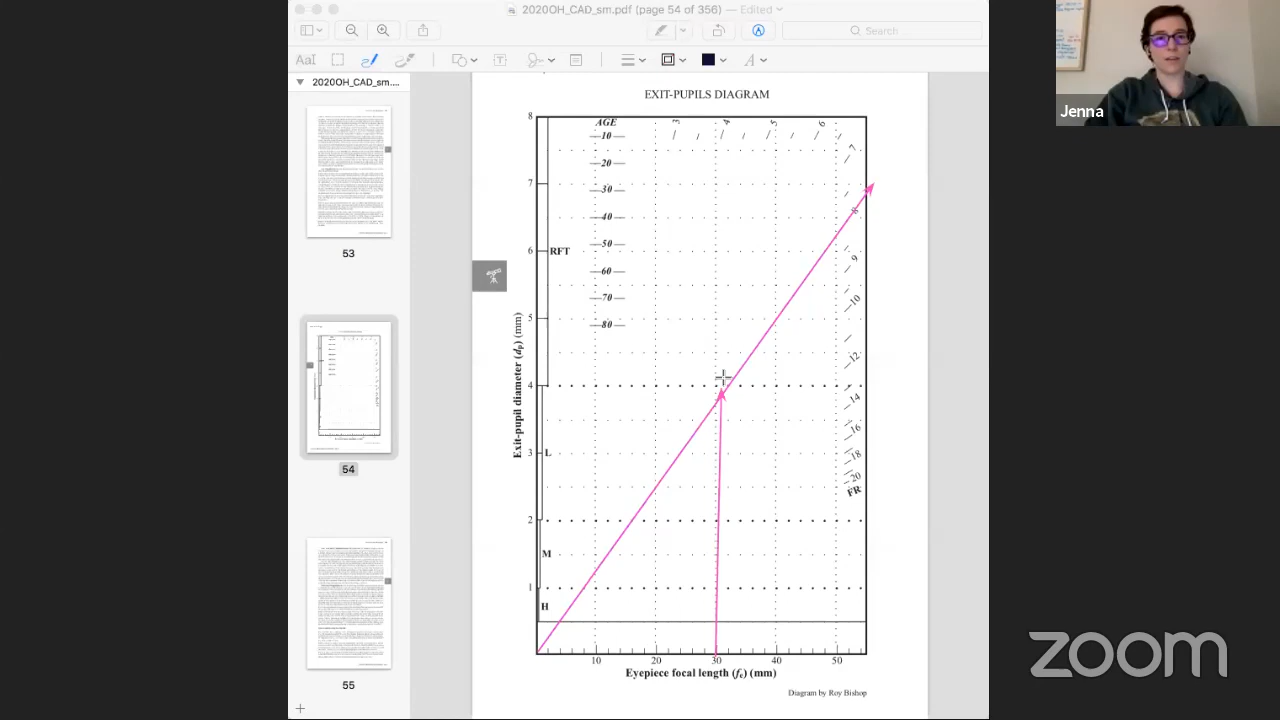 2020OH_CAD_sm.pdf (page 54 of 356) — Edited
Search
AaI
T
A
2020OH_CAD_sm....
53
54
55
EXIT-PUPILS DIAGRAM
AGE
10
20
30
40
50
60
70
80
3
4
5
6
7
8
9
10
12
14
16
18
20
FR
8
7
6
5
4
3
2
1
RFT
L
M
H
Exit-pupil diameter (dp) (mm)
10 20 30 40 50
Eyepiece focal length (fe) (mm)
Diagram by Roy Bishop
Jenna
zoom